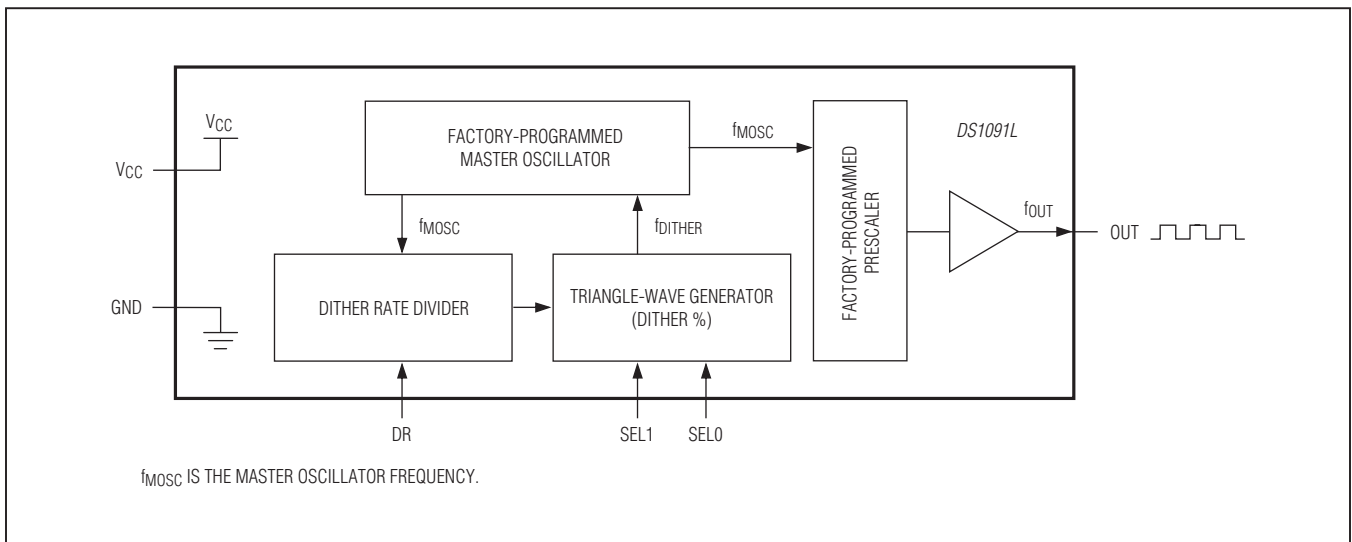 VCC
VCC
GND
FACTORY-PROGRAMMED
MASTER OSCILLATOR
fMOSC
fMOSC
fDITHER
DITHER RATE DIVIDER
TRIANGLE-WAVE GENERATOR
(DITHER %)
FACTORY-PROGRAMMED
PRESCALER
DS1091L
fOUT
OUT
DR
SEL1
SEL0
fMOSC IS THE MASTER OSCILLATOR FREQUENCY.